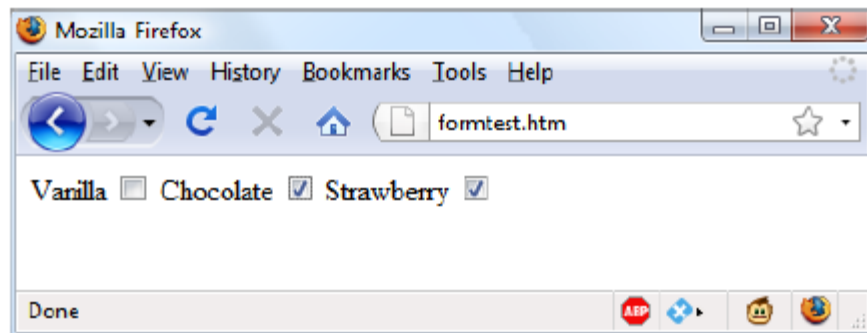 Mozilla Firefox
File Edit View History Bookmarks Tools Help
formtest.htm
Vanilla Chocolate Strawberry
Done ABP